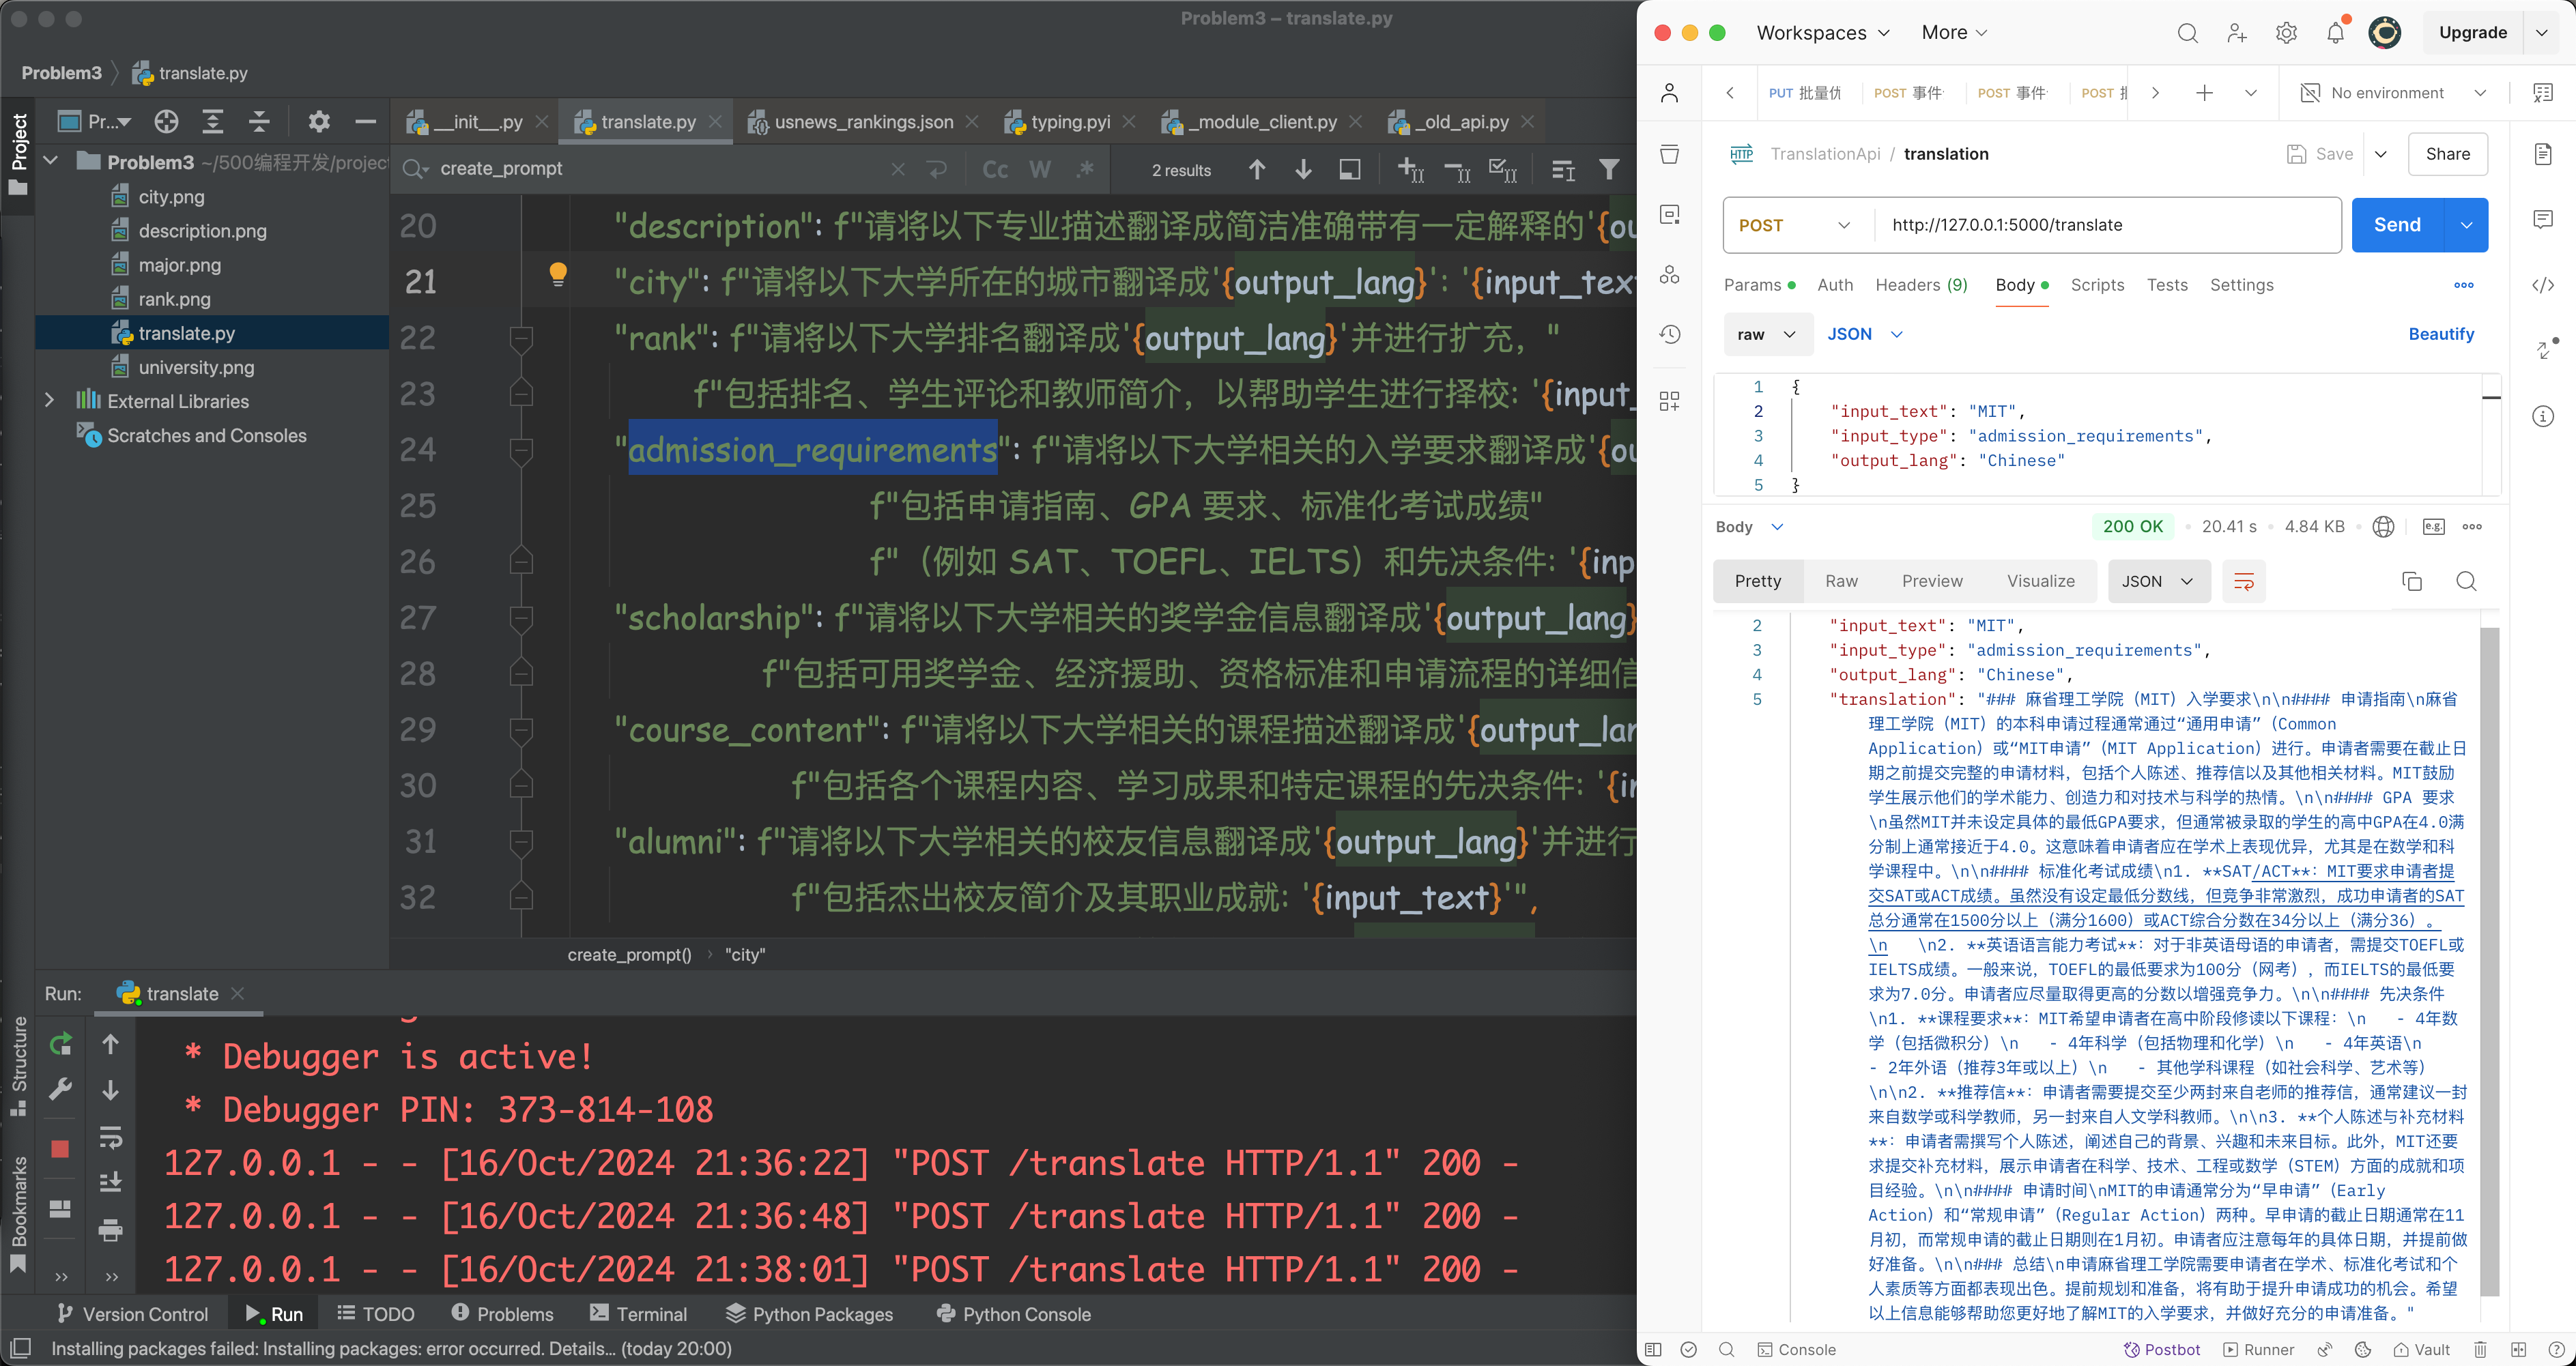 Problem3 – translate.py
Problem3
translate.py
Project
Pr...
__init__.py
translate.py
usnews_rankings.json
typing.pyi
_module_client.py
_old_api.py
Problem3 ~/500编程开发/project
city.png
description.png
major.png
rank.png
translate.py
university.png
External Libraries
Scratches and Consoles
create_prompt
Cc W .*
2 results
20 "description": f"请将以下专业描述翻译成简洁准确带有一定解释的'{ou
21 "city": f"请将以下大学所在的城市翻译成'{output_lang}': '{input_tex
22 "rank": f"请将以下大学排名翻译成'{output_lang}'并进行扩充，"
23 f"包括排名、学生评论和教师简介，以帮助学生进行择校: '{input_
24 "admission_requirements": f"请将以下大学相关的入学要求翻译成'{ou
25 f"包括申请指南、GPA 要求、标准化考试成绩"
26 f"（例如 SAT、TOEFL、IELTS）和先决条件: '{inp
27 "scholarship": f"请将以下大学相关的奖学金信息翻译成'{output_lang}
28 f"包括可用奖学金、经济援助、资格标准和申请流程的详细信
29 "course_content": f"请将以下大学相关的课程描述翻译成'{output_lan
30 f"包括各个课程内容、学习成果和特定课程的先决条件: '{in
31 "alumni": f"请将以下大学相关的校友信息翻译成'{output_lang}'并进行
32 f"包括杰出校友简介及其职业成就: '{input_text}'",
create_prompt() › "city"
Run: translate
Structure
Bookmarks
* Debugger is active!
* Debugger PIN: 373-814-108
127.0.0.1 - - [16/Oct/2024 21:36:22] "POST /translate HTTP/1.1" 200 -
127.0.0.1 - - [16/Oct/2024 21:36:48] "POST /translate HTTP/1.1" 200 -
127.0.0.1 - - [16/Oct/2024 21:38:01] "POST /translate HTTP/1.1" 200 -
Version Control Run TODO Problems Terminal Python Packages Python Console
Installing packages failed: Installing packages: error occurred. Details... (today 20:00)
Workspaces More Upgrade
PUT 批量优 POST 事件 POST 事件 POST No environment
HTTP TranslationApi / translation Save Share
POST http://127.0.0.1:5000/translate Send
Params Auth Headers (9) Body Scripts Tests Settings
raw JSON Beautify
1 {
2 "input_text": "MIT",
3 "input_type": "admission_requirements",
4 "output_lang": "Chinese"
5 }
Body 200 OK 20.41 s 4.84 KB e.g.
Pretty Raw Preview Visualize JSON
2 "input_text": "MIT",
3 "input_type": "admission_requirements",
4 "output_lang": "Chinese",
5 "translation": "### 麻省理工学院（MIT）入学要求\n\n#### 申请指南\n麻省
理工学院（MIT）的本科申请过程通常通过“通用申请”（Common
Application）或“MIT申请”（MIT Application）进行。申请者需要在截止日
期之前提交完整的申请材料，包括个人陈述、推荐信以及其他相关材料。MIT鼓励
学生展示他们的学术能力、创造力和对技术与科学的热情。\n\n#### GPA 要求
\n虽然MIT并未设定具体的最低GPA要求，但通常被录取的学生的高中GPA在4.0满
分制上通常接近于4.0。这意味着申请者应在学术上表现优异，尤其是在数学和科
学课程中。\n\n#### 标准化考试成绩\n1. **SAT/ACT**: MIT要求申请者提
交SAT或ACT成绩。虽然没有设定最低分数线，但竞争非常激烈，成功申请者的SAT
总分通常在1500分以上（满分1600）或ACT综合分数在34分以上（满分36）。
\n   \n2. **英语语言能力考试**: 对于非英语母语的申请者，需提交TOEFL或
IELTS成绩。一般来说，TOEFL的最低要求为100分（网考），而IELTS的最低要
求为7.0分。申请者应尽量取得更高的分数以增强竞争力。\n\n#### 先决条件
\n1. **课程要求**: MIT希望申请者在高中阶段修读以下课程: \n   - 4年数
学（包括微积分）\n   - 4年科学（包括物理和化学）\n   - 4年英语\n
- 2年外语（推荐3年或以上）\n   - 其他学科课程（如社会科学、艺术等）
\n\n2. **推荐信**: 申请者需要提交至少两封来自老师的推荐信，通常建议一封
来自数学或科学教师，另一封来自人文学科教师。\n\n3. **个人陈述与补充材料
**: 申请者需撰写个人陈述，阐述自己的背景、兴趣和未来目标。此外，MIT还要
求提交补充材料，展示申请者在科学、技术、工程或数学（STEM）方面的成就和项
目经验。\n\n#### 申请时间\nMIT的申请通常分为“早申请”（Early
Action）和“常规申请”（Regular Action）两种。早申请的截止日期通常在11
月初，而常规申请的截止日期则在1月初。申请者应注意每年的具体日期，并提前做
好准备。\n\n### 总结\n申请麻省理工学院需要申请者在学术、标准化考试和个
人素质等方面都表现出色。提前规划和准备，将有助于提升申请成功的机会。希望
以上信息能够帮助您更好地了解MIT的入学要求，并做好充分的申请准备。"
Console Postbot Runner Vault